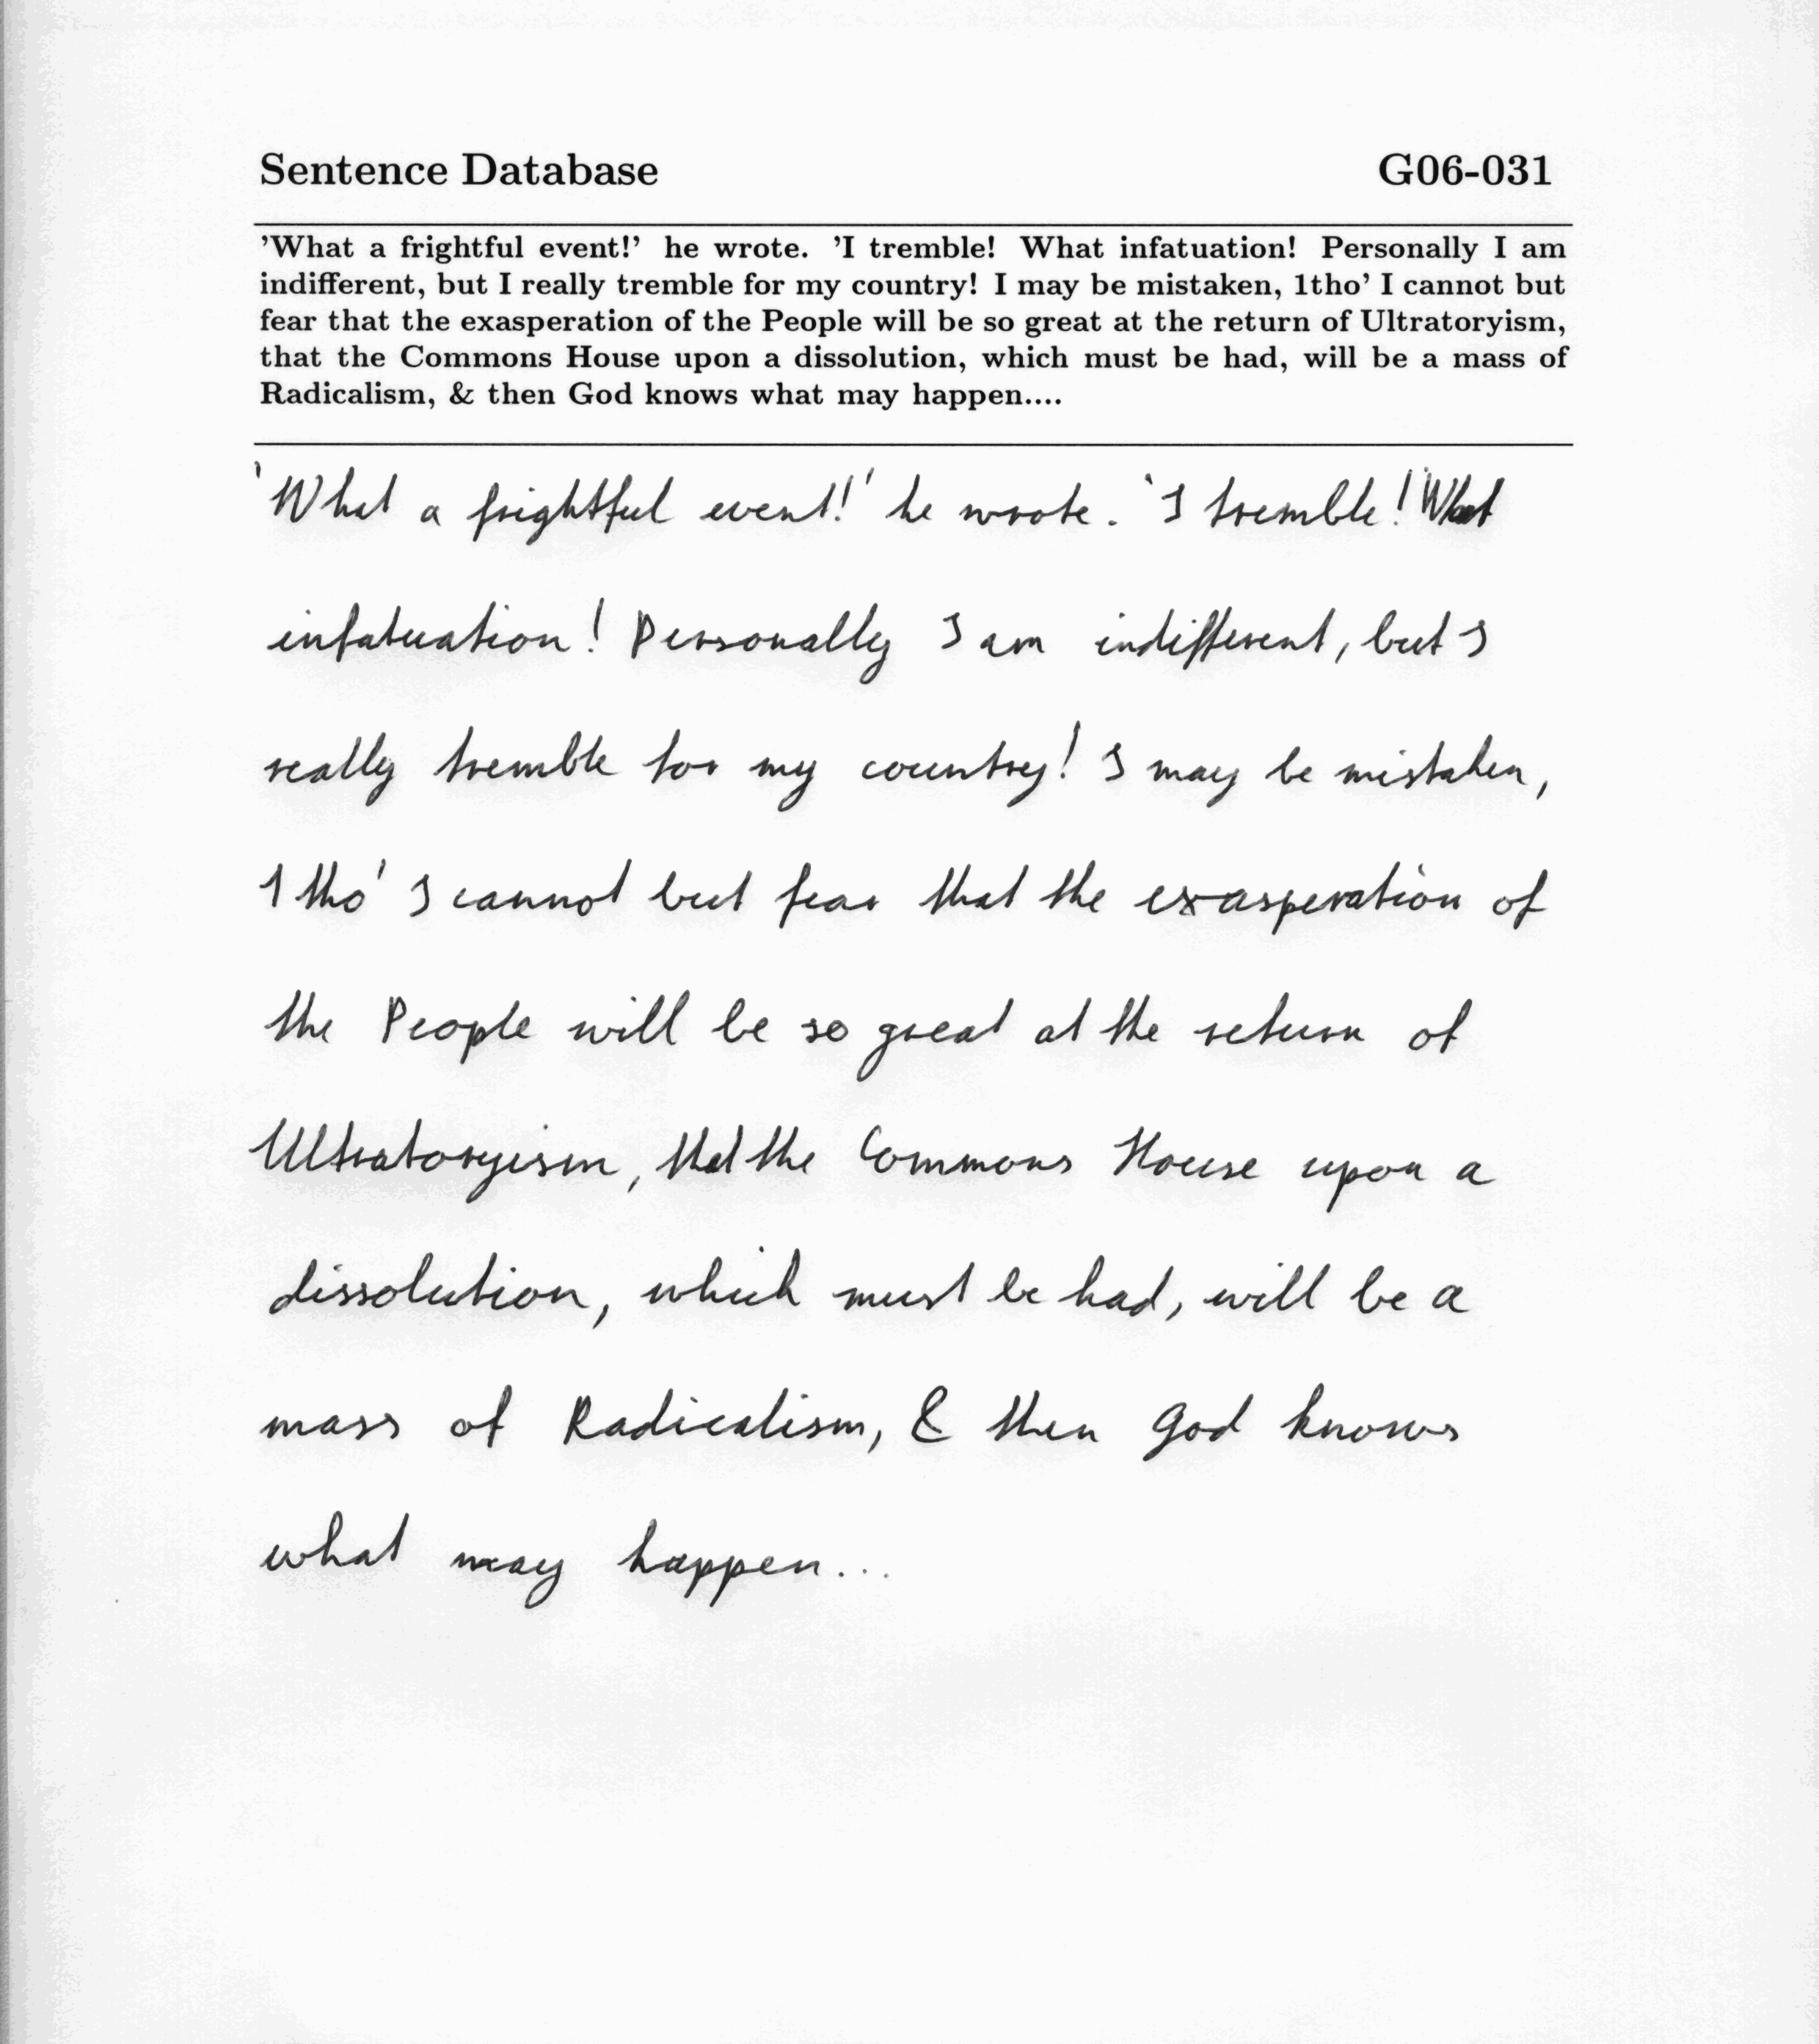 Sentence Database G06-031
'What a frightful event!' he wrote. 'I tremble! What infatuation! Personally I am
indifferent, but I really tremble for my country! I may be mistaken, 1tho' I cannot but
fear that the exasperation of the People will be so great at the return of Ultratoryism,
that the Commons House upon a dissolution, which must be had, will be a mass of
Radicalism, & then God knows what may happen....
'What a frightful event!' he wrote. 'I tremble! What
infatuation! Personally I am indifferent, but I
really tremble for my country! I may be mistaken,
1tho' I cannot but fear that the exasperation of
the People will be so great at the return of
Ultratoryism, that the Commons House upon a
dissolution, which must be had, will be a
mass of Radicalism, & then God knows
what may happen...